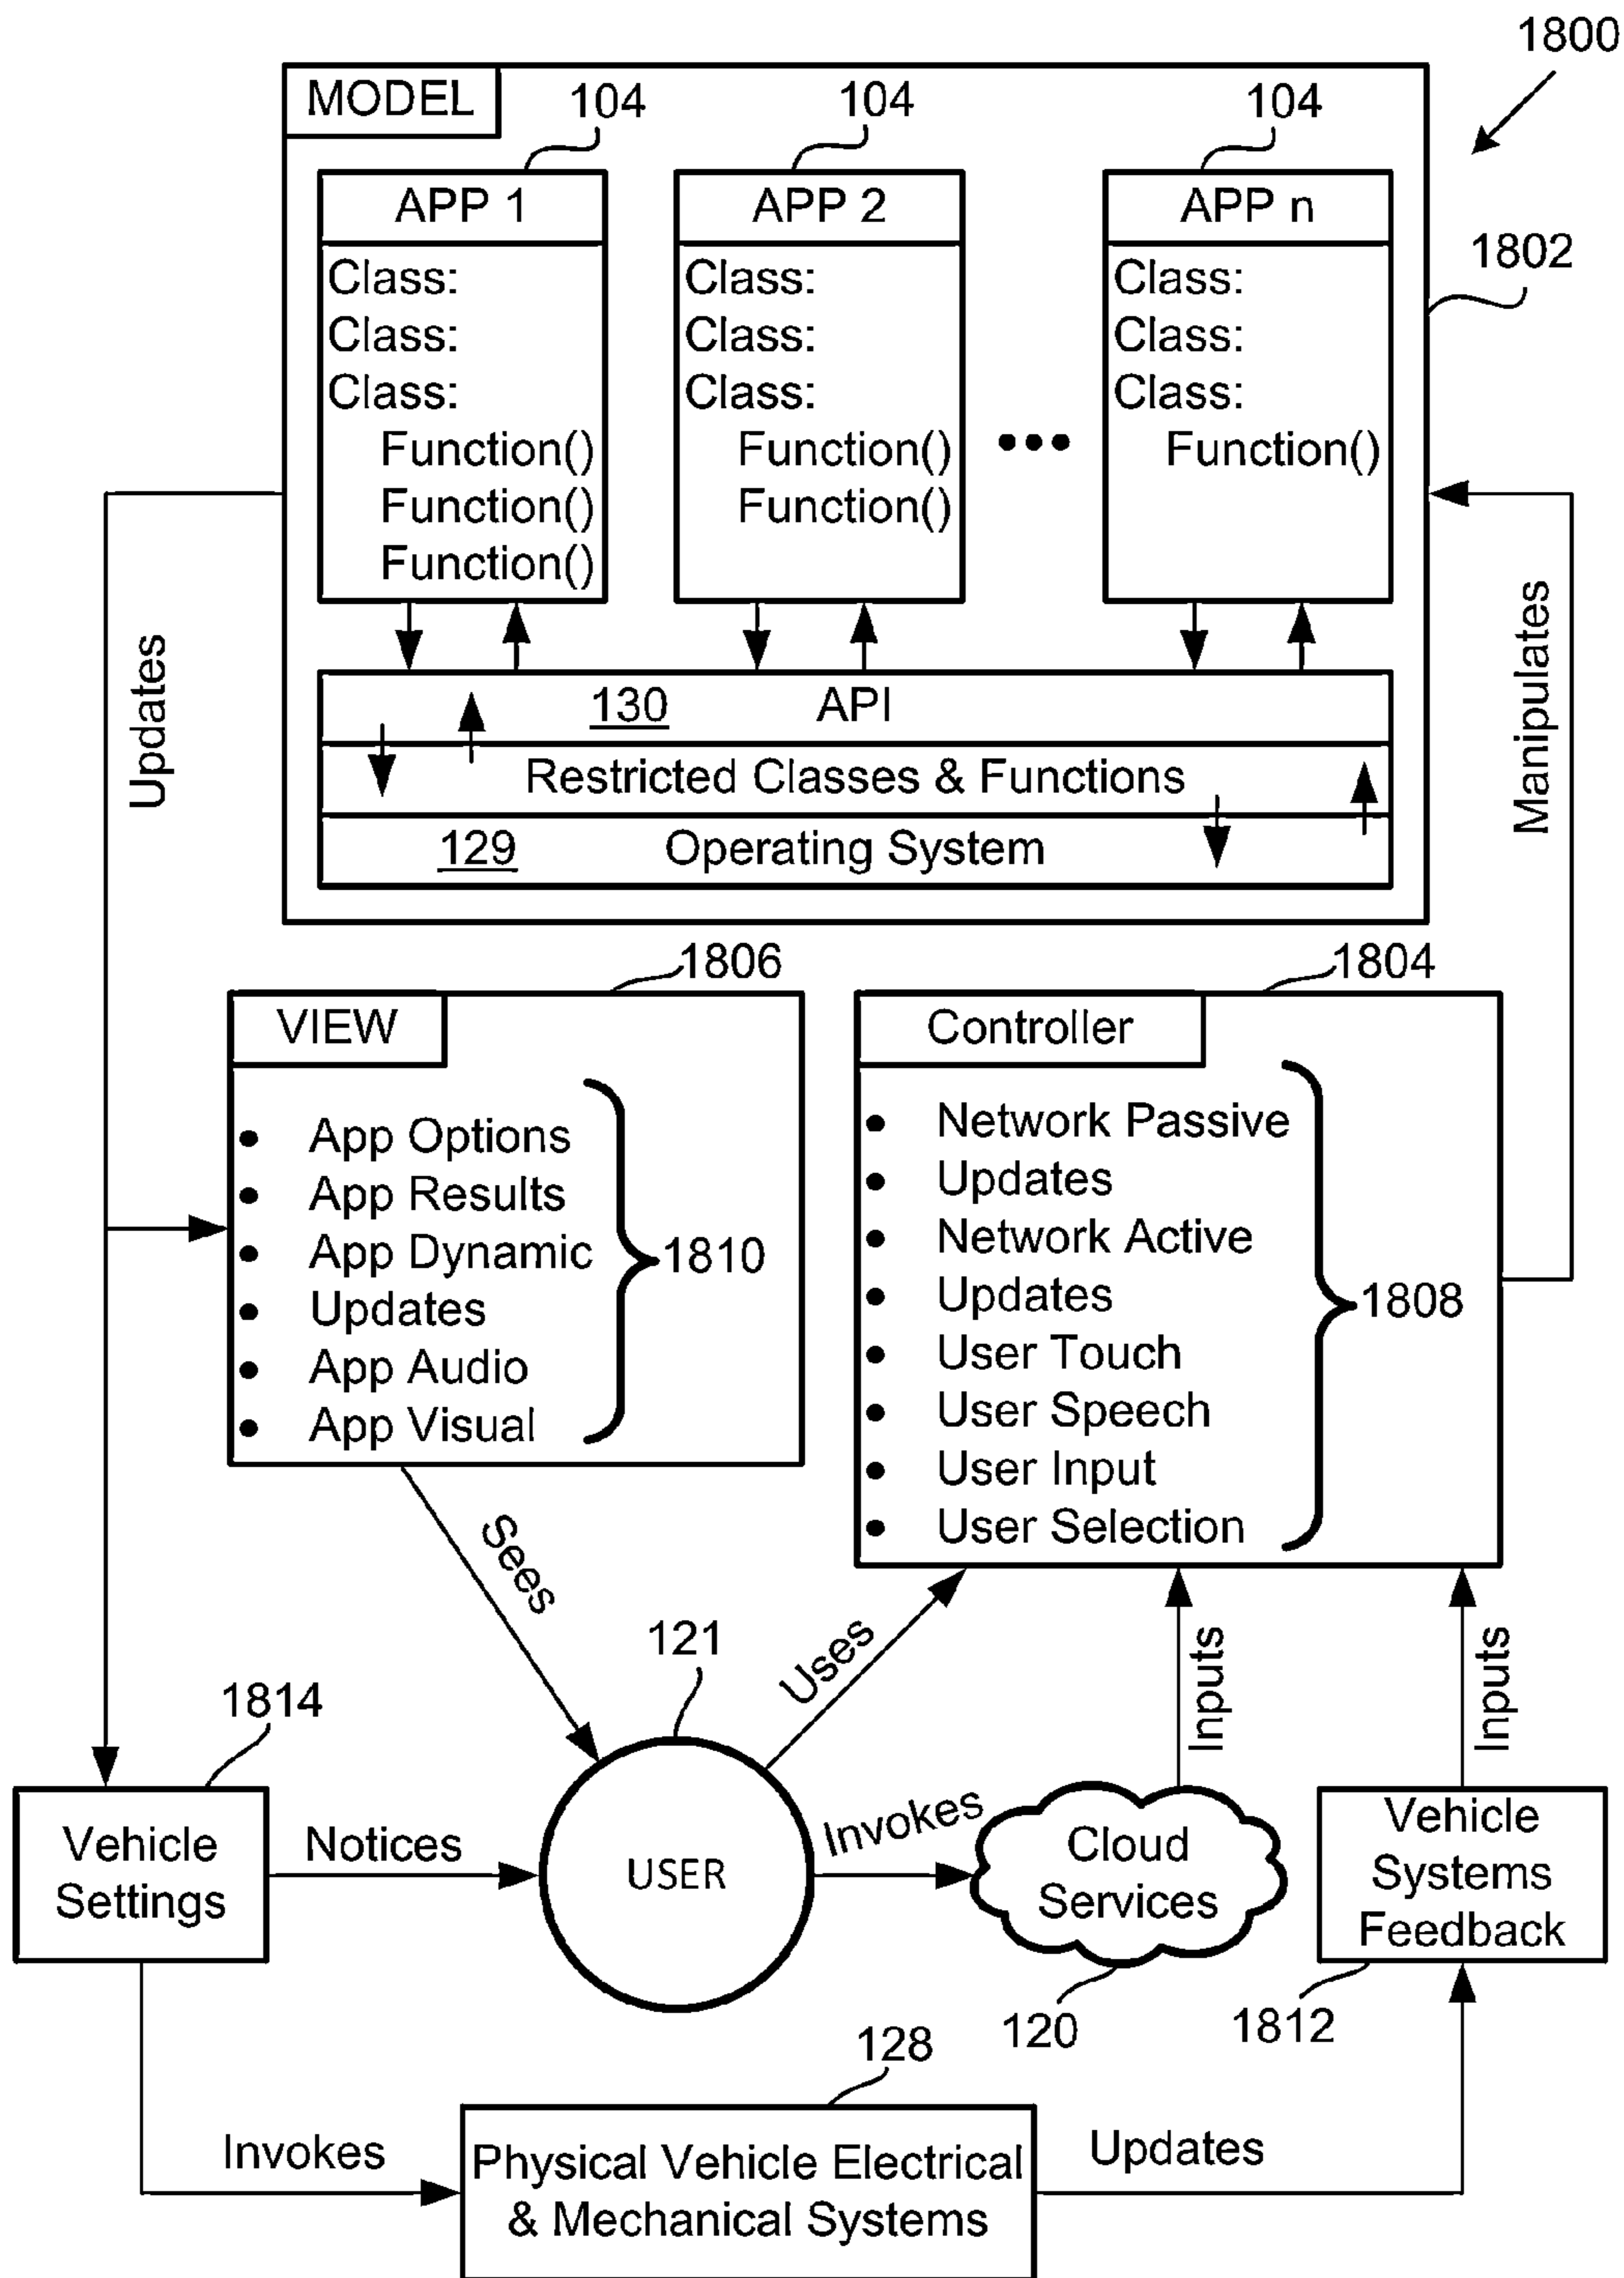 1800
MODEL
104
104
104
APP 1
APP 2
APP n
1802
Class:
Class:
Class:
Function()
Function()
Function()
Class:
Class:
Class:
Function()
Function()
•••
Class:
Class:
Class:
Function()
Updates
Manipulates
130 API
Restricted Classes & Functions
129 Operating System
1806
VIEW
• App Options
• App Results
• App Dynamic
• Updates
• App Audio
• App Visual
1810
1804
Controller
• Network Passive
• Updates
• Network Active
• Updates
• User Touch
• User Speech
• User Input
• User Selection
1808
Sees
Uses
Inputs
Inputs
121
1814
Vehicle
Settings
Notices
USER
Invokes
Cloud
Services
Vehicle
Systems
Feedback
120
1812
128
Invokes
Physical Vehicle Electrical
& Mechanical Systems
Updates